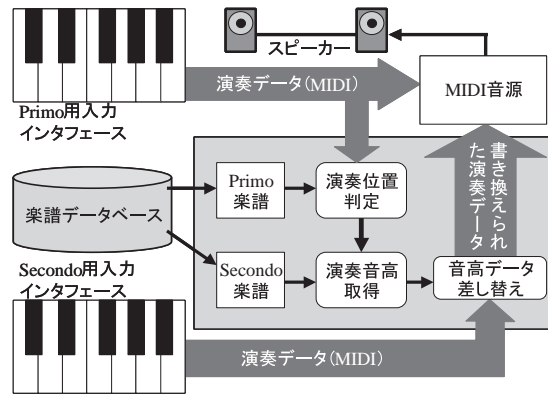 スピーカー
演奏データ(MIDI)
MIDI音源
Primo用入力
インタフェース
書き換えられ
た演奏データ
Primo
楽譜
演奏位置
判定
楽譜データベース
Secondo用入力
インタフェース
Secondo
楽譜
演奏音高
取得
音高データ
差し替え
演奏データ(MIDI)